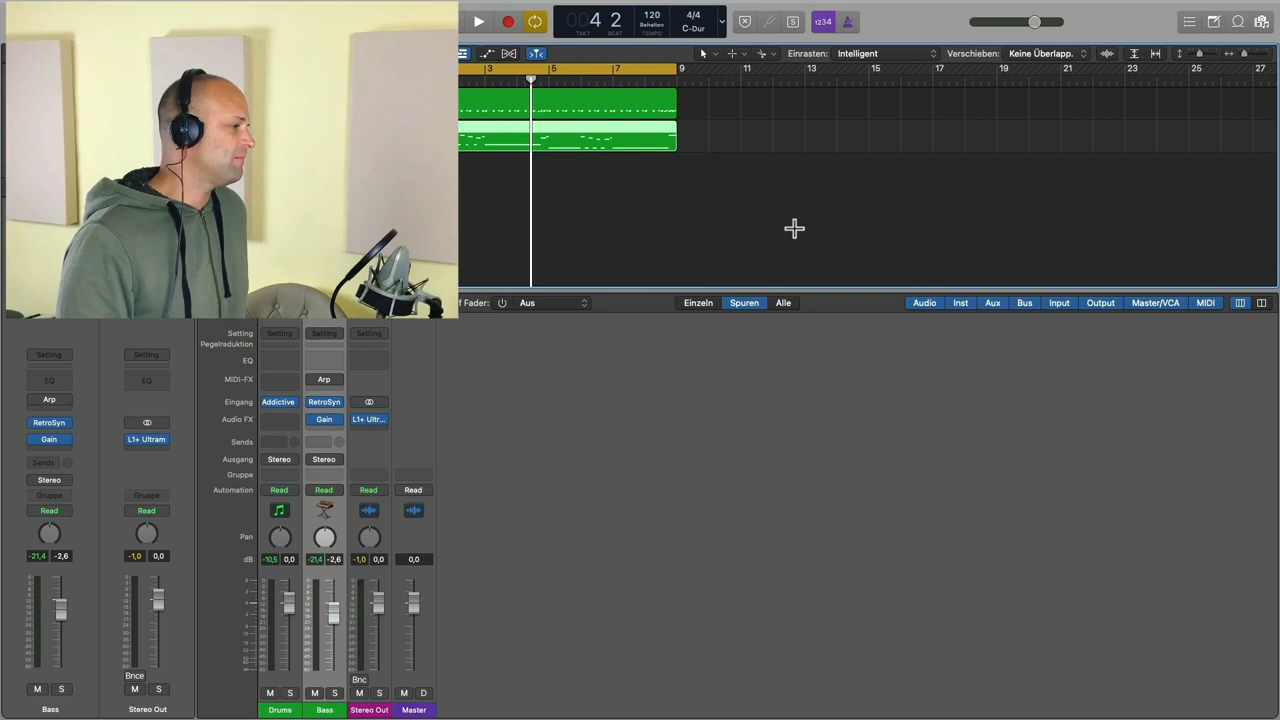 00 4 2
TAKT BEAT
120
Behalten
TEMPO
4/4
C-Dur
S
1234
Einrasten: Intelligent
Verschieben: Keine Überlapp.
3 5 7 9 11 13 15 17 19 21 23 25 27
f Fader: Aus
Einzeln Spuren Alle
Audio Inst Aux Bus Input Output Master/VCA MIDI
Setting Setting Setting Setting
Pegelreduktion
Setting Setting
EQ
EQ EQ
MIDI-FX Arp
Arp
Eingang Addictive RetroSyn
Audio FX Gain L1+ Ultr...
RetroSyn
Gain L1+ Ultram
Sends
Sends
Ausgang Stereo Stereo
Gruppe
Stereo
Automation Read Read Read Read
Gruppe Gruppe
Read Read
Pan
dB -10,5 0,0 -21,4 -2,6 -1,0 0,0 0,0
-21,4 -2,6 -1,0 0,0
Bnce
Bnc
M S M S
M S M S M S M D
Bass Stereo Out
Drums Bass Stereo Out Master